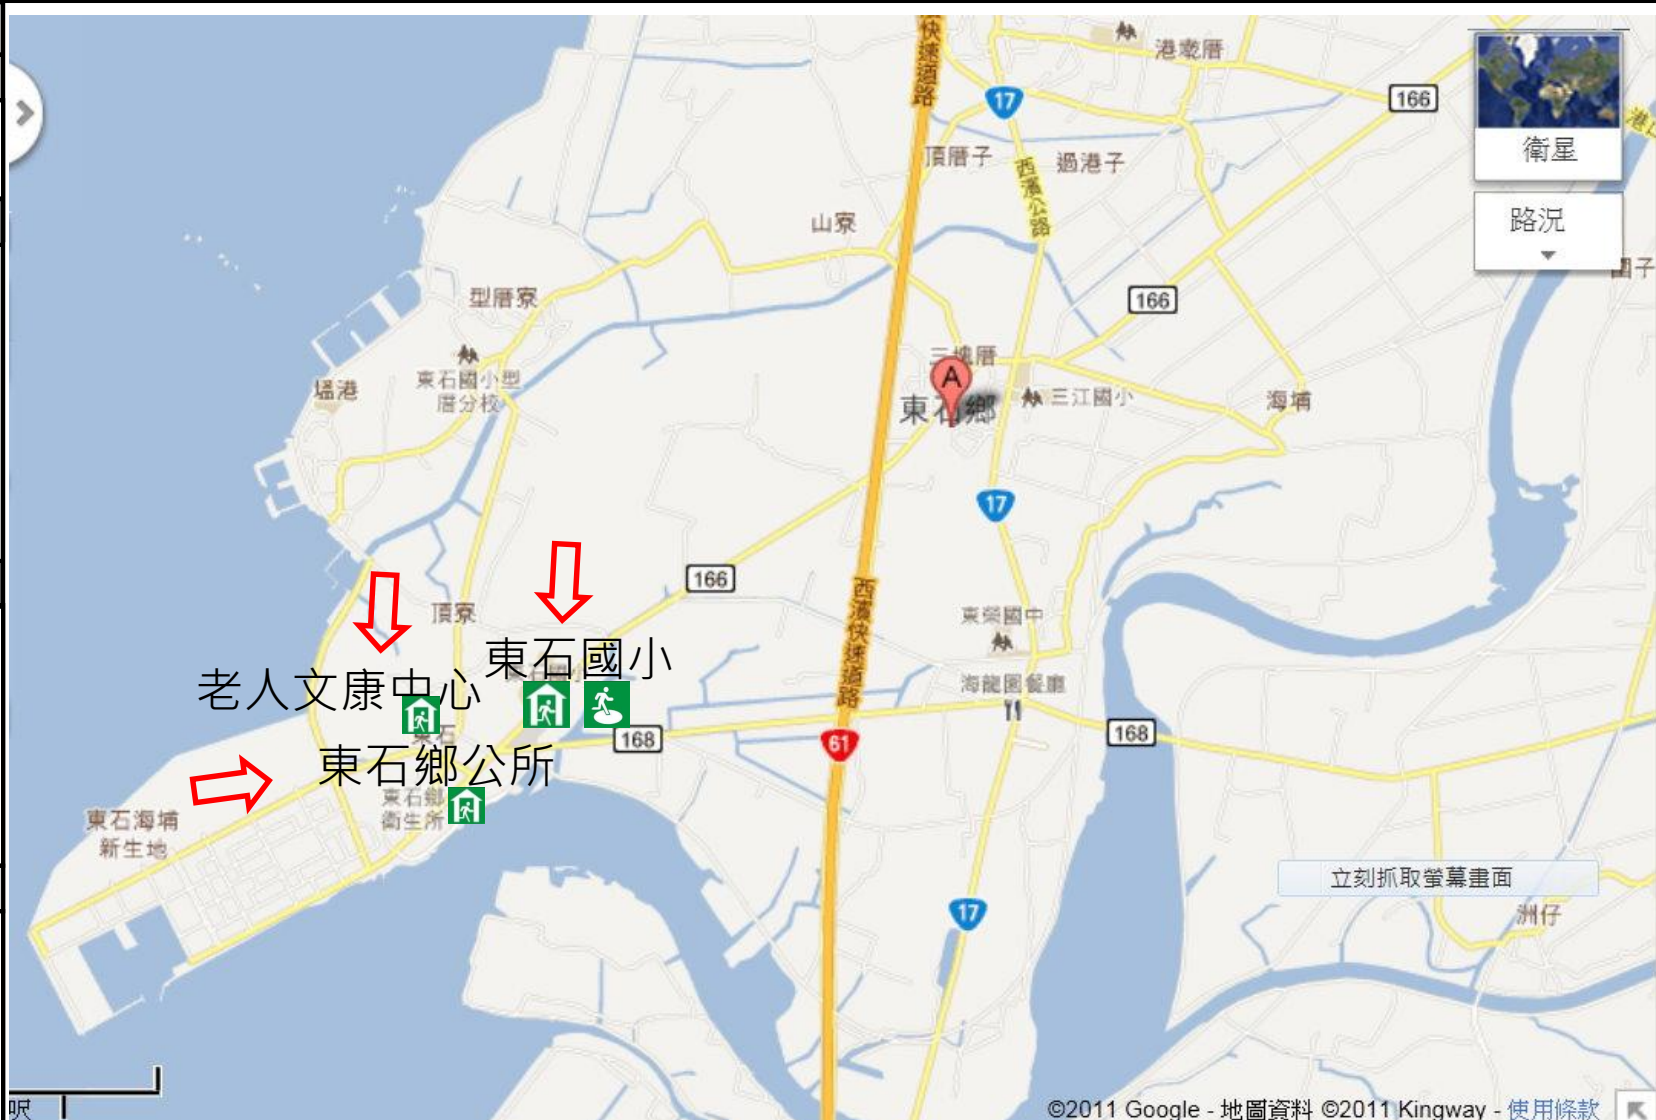 快速道路
港墘厝
17
166
衛星
頂厝子
過港子
西濱公路
路況
山寮
型厝寮
166
三塊厝
A
東石鄉
三江國小
海埔
東石國小型
厝分校
塭港
17
166
西濱快速道路
頂寮
東榮國中
東石國小
老人文康中心
海龍園餐廳
東石
168
168
61
東石鄉公所
東石鄉
衛生所
東石海埔
新生地
立刻抓取螢幕畫面
17
洲仔
呎
©2011 Google - 地圖資料 ©2011 Kingway - 使用條款